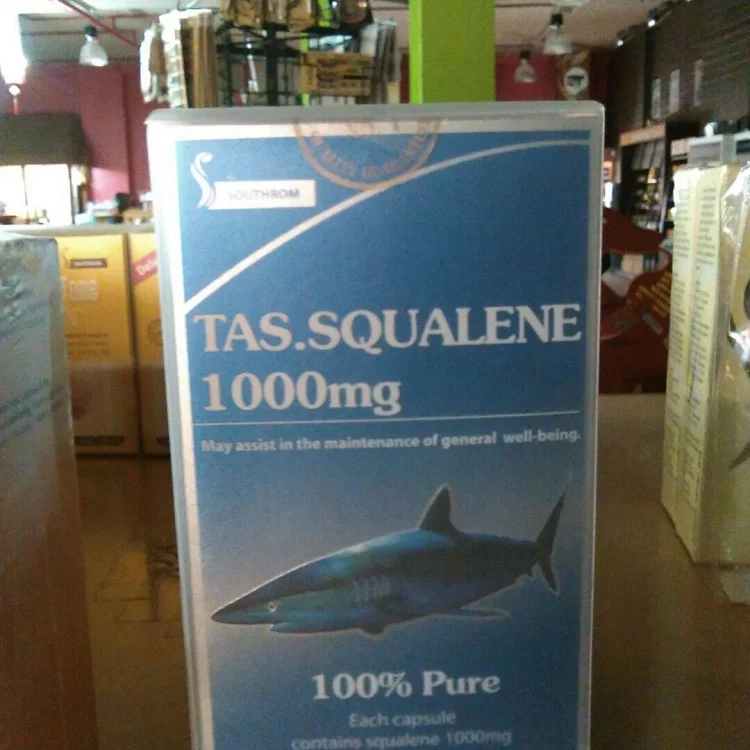 SOUTHROM
TAS.SQUALENE
1000mg
May assist in the maintenance of general well-being.
100% Pure
Each capsule
contains squalene 1000mg